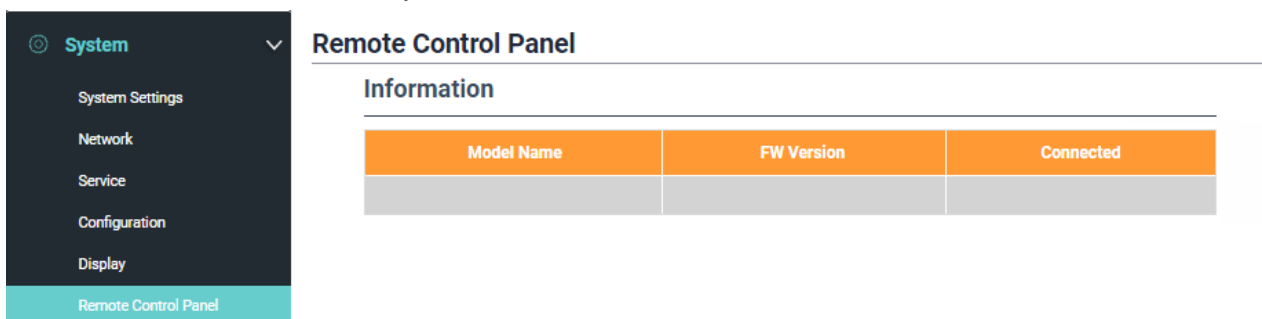 System
System Settings
Network
Service
Configuration
Display
Remote Control Panel
Remote Control Panel
Information
Model Name FW Version Connected